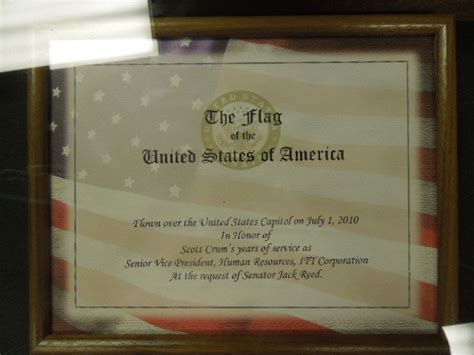 The Flag
of the
United States of America
Flown over the United States Capitol on July 1, 2010
In Honor of
Scott Crum's years of service as
Senior Vice President, Human Resources, ITT Corporation
At the request of Senator Jack Reed.